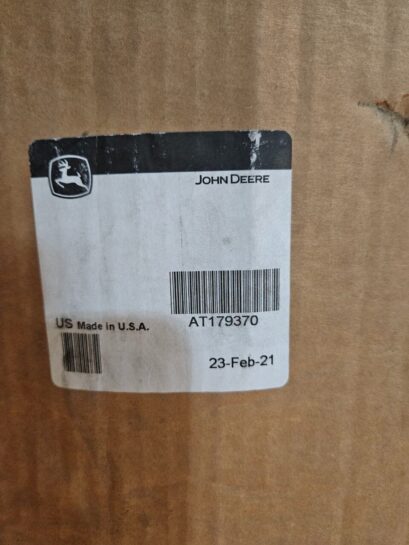 JOHN DEERE
AT179370
US Made in U.S.A.
23-Feb-21